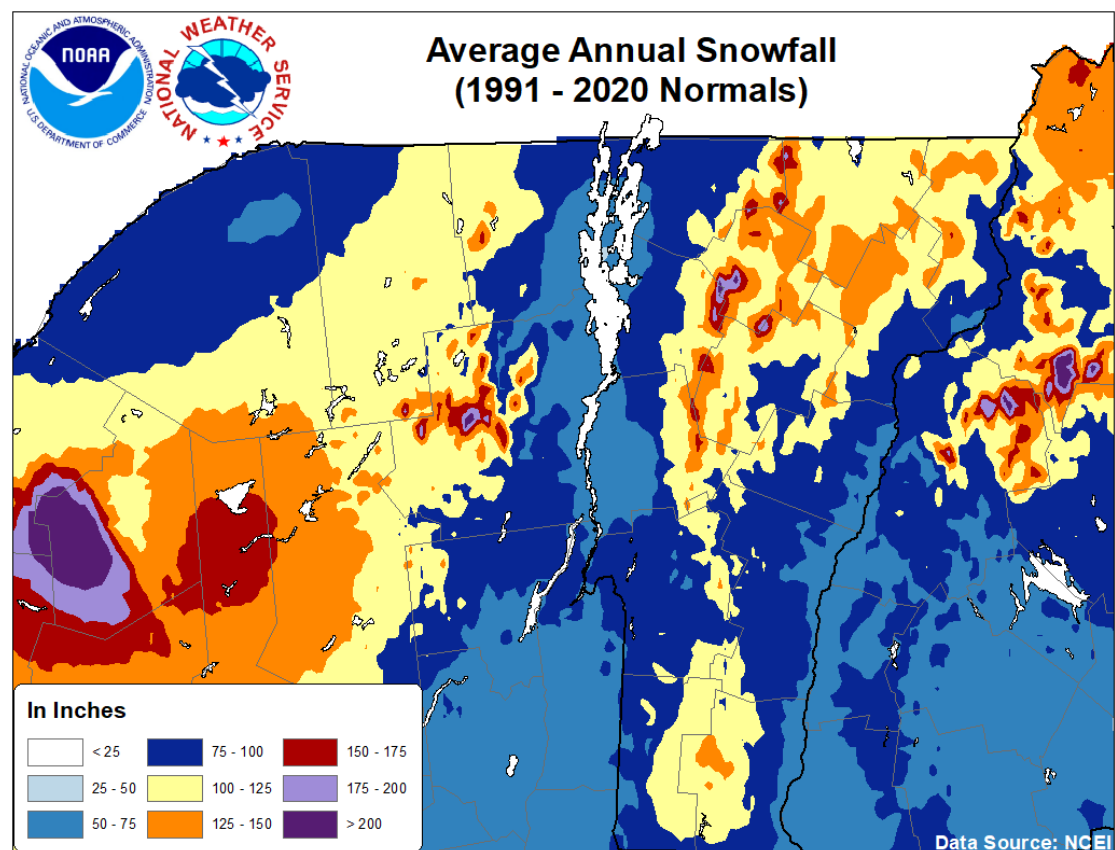 NATIONAL OCEANIC AND ATMOSPHERIC ADMINISTRATION
NOAA
U.S. DEPARTMENT OF COMMERCE
NATIONAL WEATHER SERVICE
Average Annual Snowfall
(1991 - 2020 Normals)
In Inches
< 25
75 - 100
150 - 175
25 - 50
100 - 125
175 - 200
50 - 75
125 - 150
> 200
Data Source: NCEI